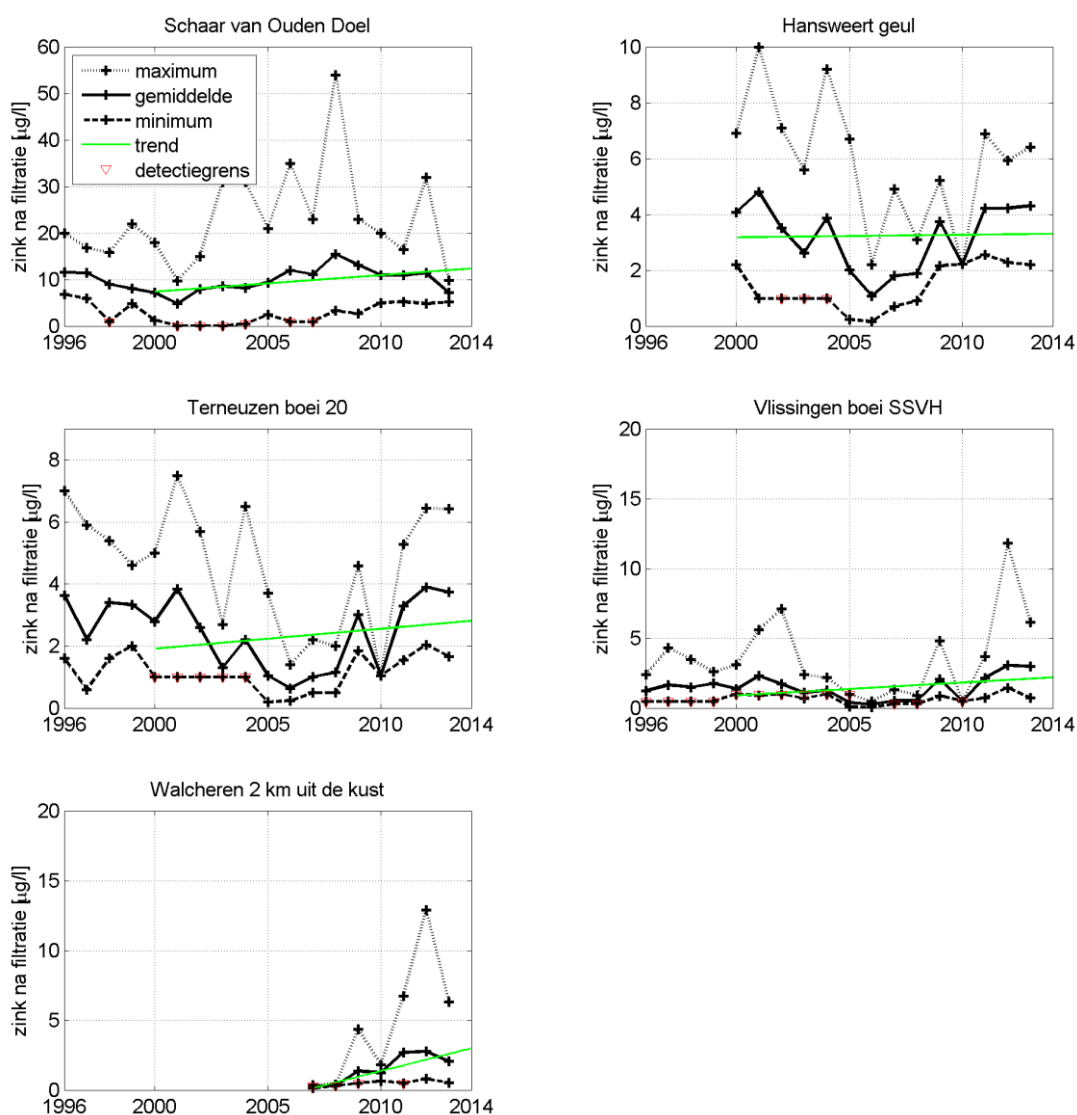 Schaar van Ouden Doel
zink na filtratie [µg/l]
60
50
40
30
20
10
0
1996 2000 2005 2010 2014
maximum
gemiddelde
minimum
trend
detectiegrens
Hansweert geul
zink na filtratie [µg/l]
10
8
6
4
2
0
1996 2000 2005 2010 2014
Terneuzen boei 20
zink na filtratie [µg/l]
8
6
4
2
0
1996 2000 2005 2010 2014
Vlissingen boei SSVH
zink na filtratie [µg/l]
20
15
10
5
0
1996 2000 2005 2010 2014
Walcheren 2 km uit de kust
zink na filtratie [µg/l]
20
15
10
5
0
1996 2000 2005 2010 2014